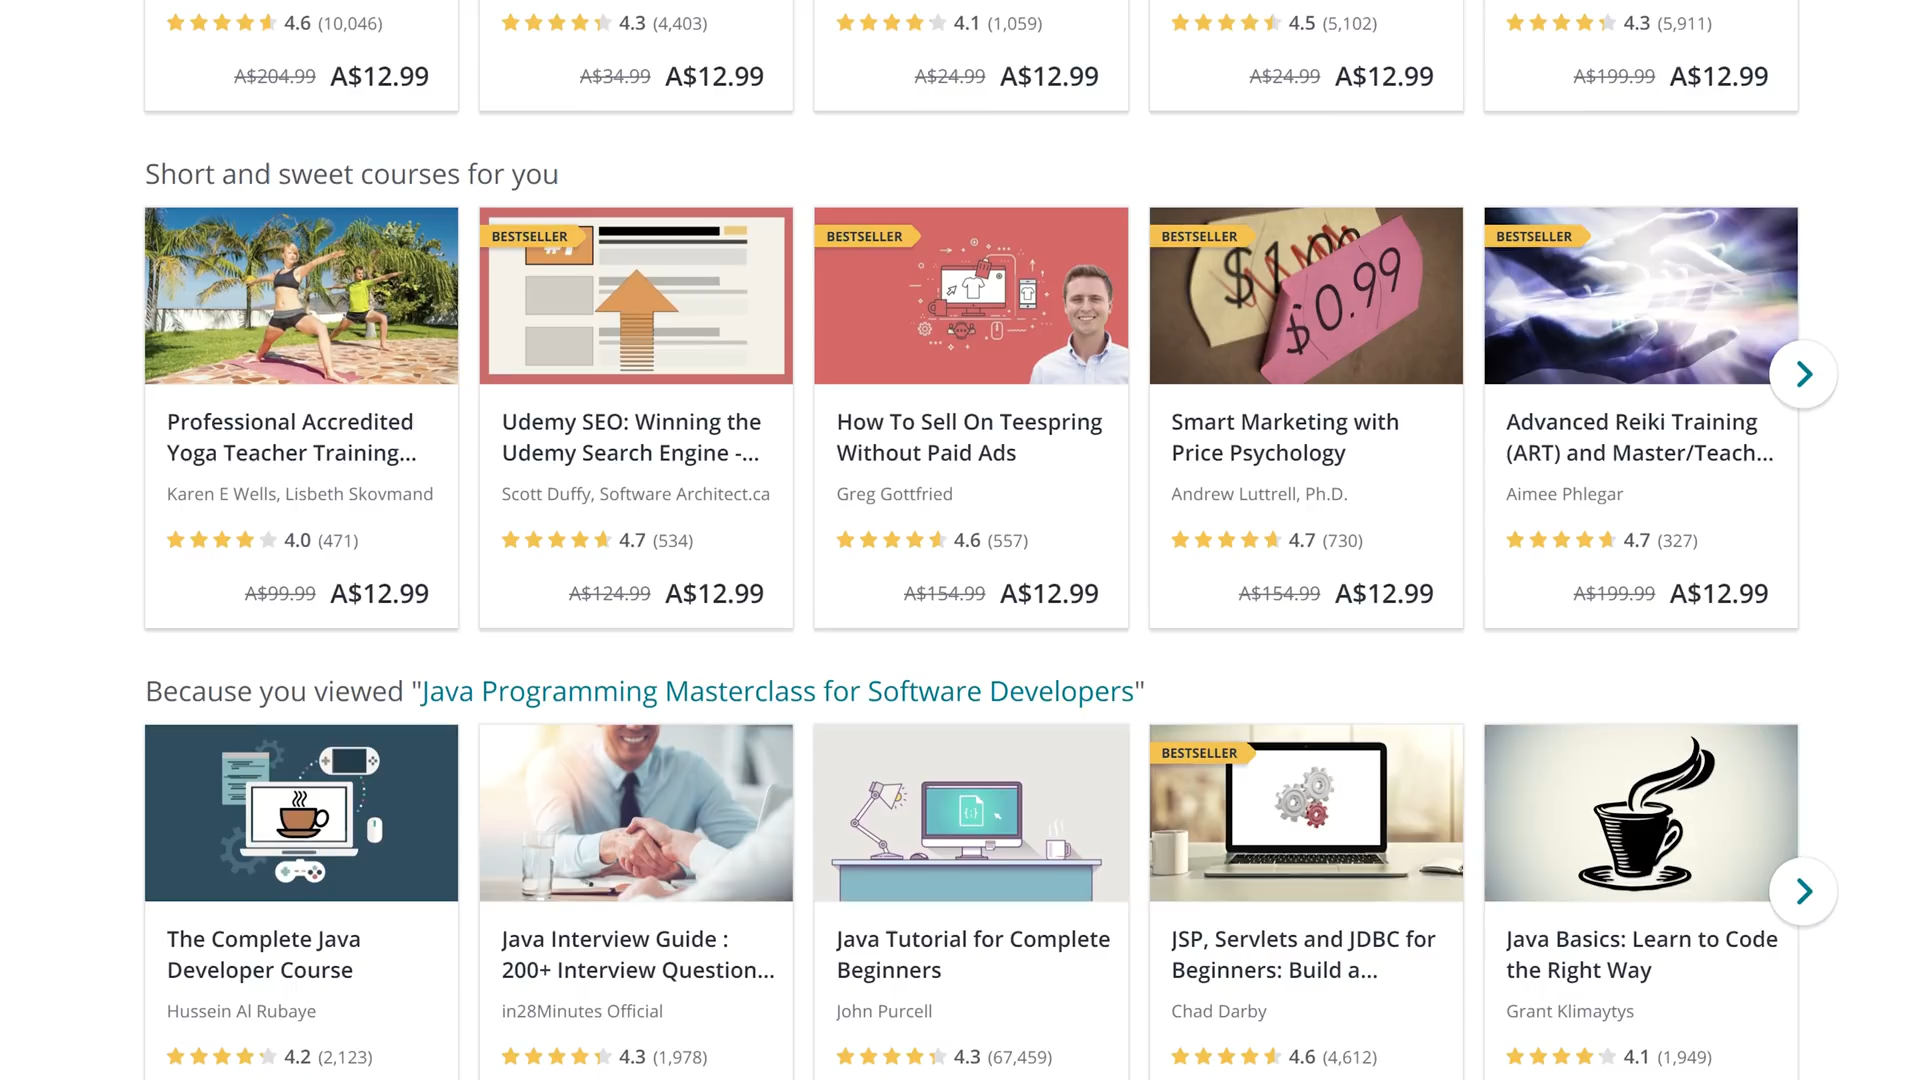 4.6 (10,046)
4.3 (4,403)
4.1 (1,059)
4.5 (5,102)
4.3 (5,911)
A$204.99 A$12.99
A$34.99 A$12.99
A$24.99 A$12.99
A$24.99 A$12.99
A$199.99 A$12.99
Short and sweet courses for you
BESTSELLER
BESTSELLER
BESTSELLER
$0.99
BESTSELLER
Professional Accredited
Yoga Teacher Training...
Karen E Wells, Lisbeth Skovmand
4.0 (471)
A$99.99 A$12.99
Udemy SEO: Winning the
Udemy Search Engine -...
Scott Duffy, Software Architect.ca
4.7 (534)
A$124.99 A$12.99
How To Sell On Teespring
Without Paid Ads
Greg Gottfried
4.6 (557)
A$154.99 A$12.99
Smart Marketing with
Price Psychology
Andrew Luttrell, Ph.D.
4.7 (730)
A$154.99 A$12.99
Advanced Reiki Training
(ART) and Master/Teach...
Aimee Phlegar
4.7 (327)
A$199.99 A$12.99
Because you viewed "Java Programming Masterclass for Software Developers"
BESTSELLER
The Complete Java
Developer Course
Hussein Al Rubaye
4.2 (2,123)
Java Interview Guide :
200+ Interview Question...
in28Minutes Official
4.3 (1,978)
Java Tutorial for Complete
Beginners
John Purcell
4.3 (67,459)
JSP, Servlets and JDBC for
Beginners: Build a...
Chad Darby
4.6 (4,612)
Java Basics: Learn to Code
the Right Way
Grant Klimaytys
4.1 (1,949)